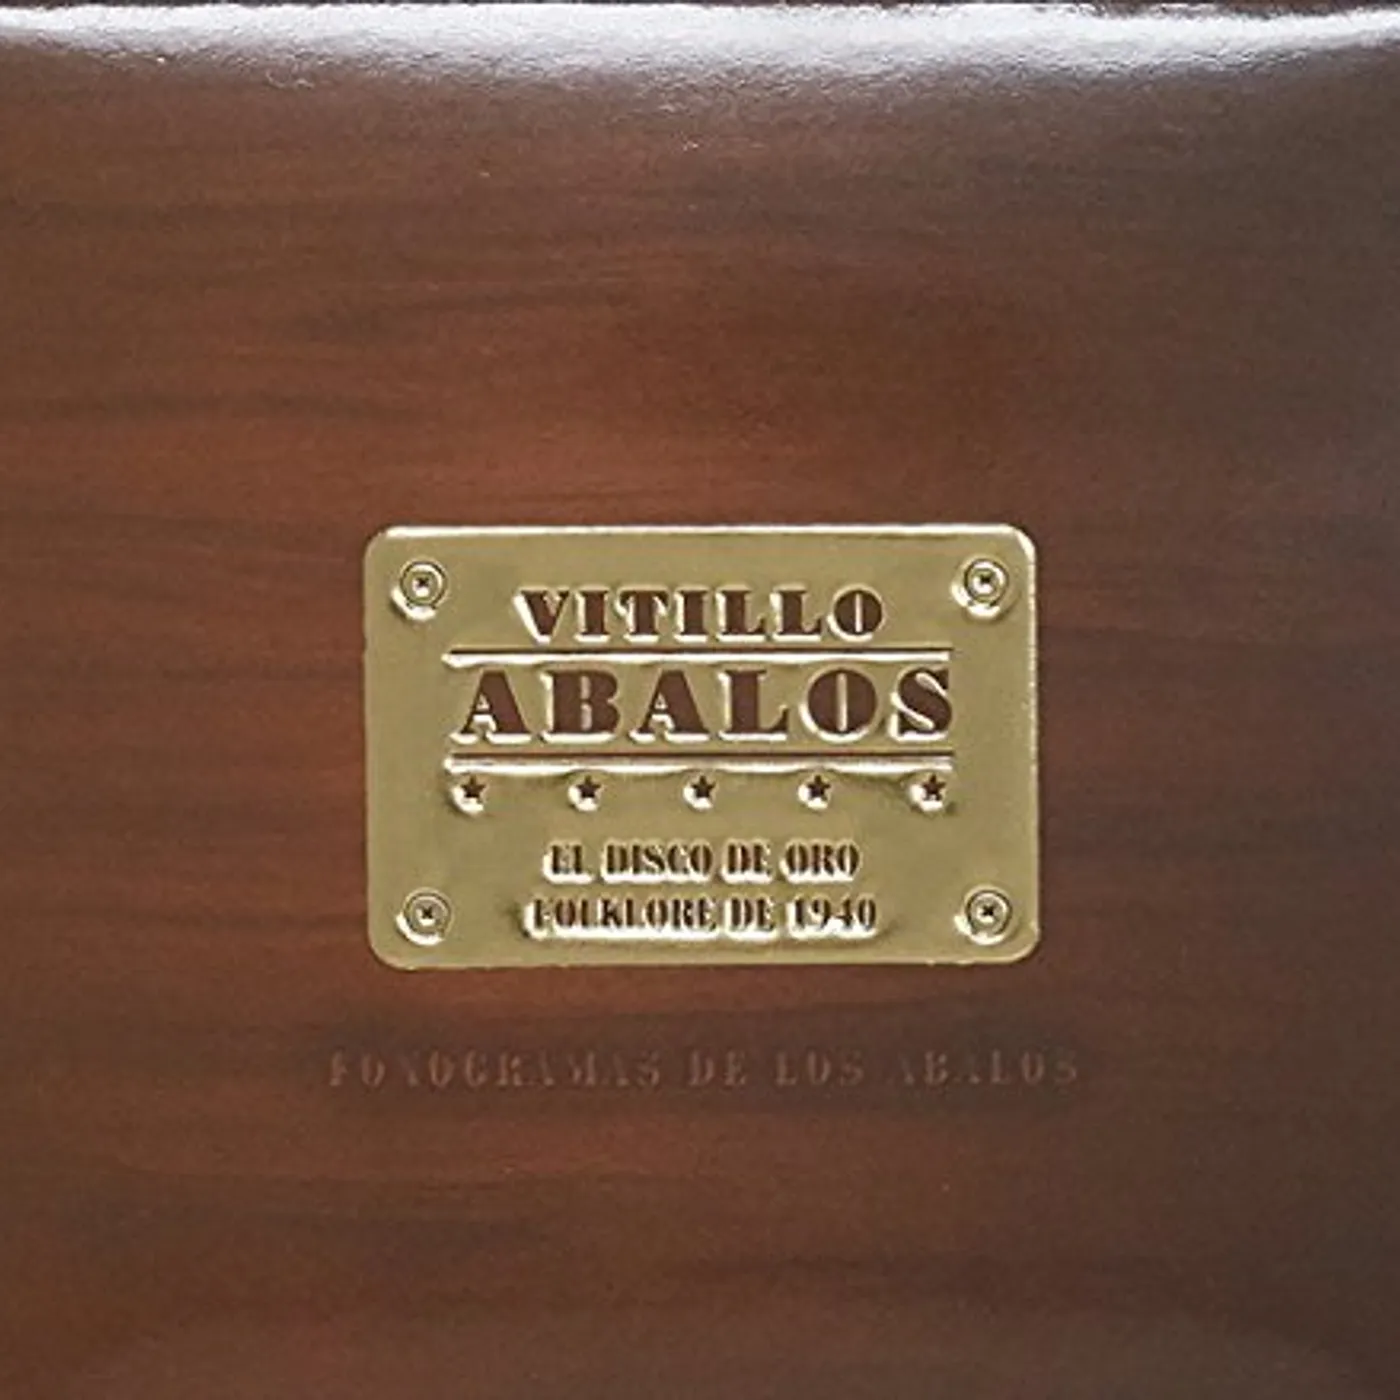 VITILLO
ABALOS
EL DISCO DE ORO
FOLKLORE DE 1940
FONOGRAMAS DE LOS ABALOS